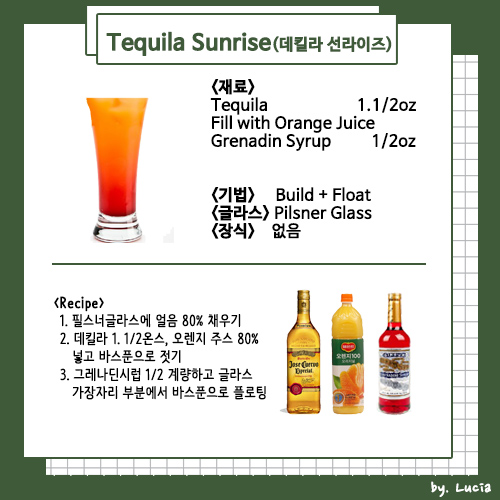 Tequila Sunrise(데킬라 선라이즈)
<재료>
Tequila 1.1/2oz
Fill with Orange Juice
Grenadin Syrup 1/2oz
<기법> Build + Float
<글라스> Pilsner Glass
<장식> 없음
<Recipe>
1. 필스너글라스에 얼음 80% 채우기
2. 데킬라 1. 1/2온스, 오렌지 주스 80%
넣고 바스푼으로 젓기
3. 그레나딘시럽 1/2 계량하고 글라스
가장자리 부분에서 바스푼으로 플로팅
Jose Cuervo
Especial
오렌지100
by. Lucia